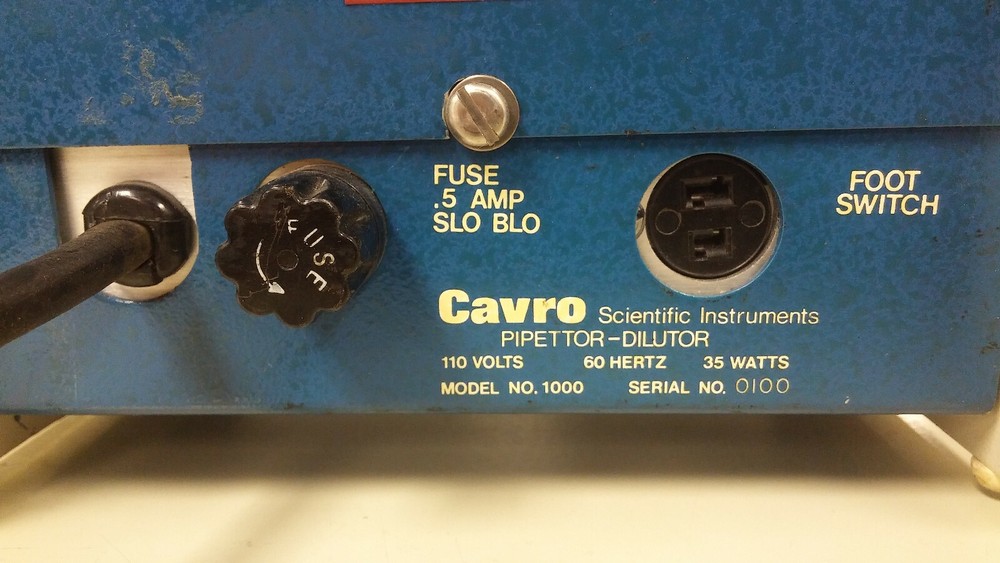 FUSE
FUSE
.5 AMP
SLO BLO
FOOT
SWITCH
Cavro Scientific Instruments
PIPETTOR-DILUTOR
110 VOLTS 60 HERTZ 35 WATTS
MODEL NO. 1000 SERIAL NO. 0100